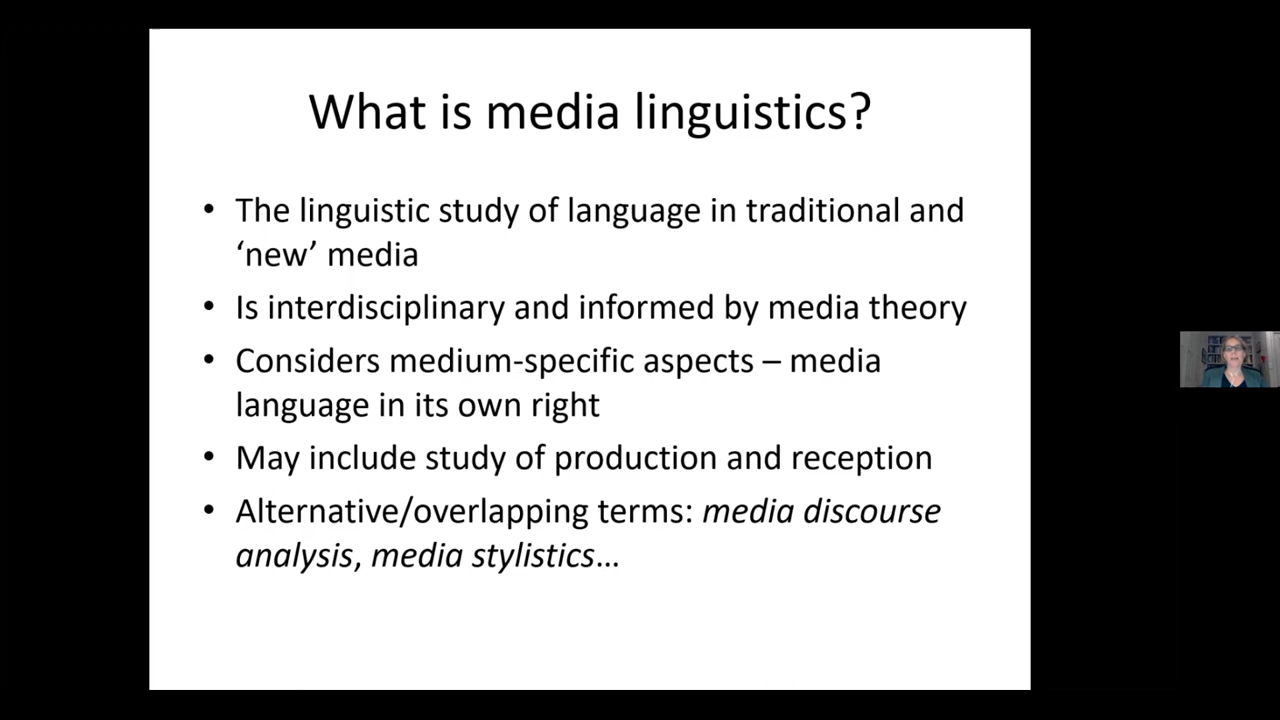 What is media linguistics?
• The linguistic study of language in traditional and
‘new’ media
• Is interdisciplinary and informed by media theory
• Considers medium-specific aspects – media
language in its own right
• May include study of production and reception
• Alternative/overlapping terms: media discourse
analysis, media stylistics…